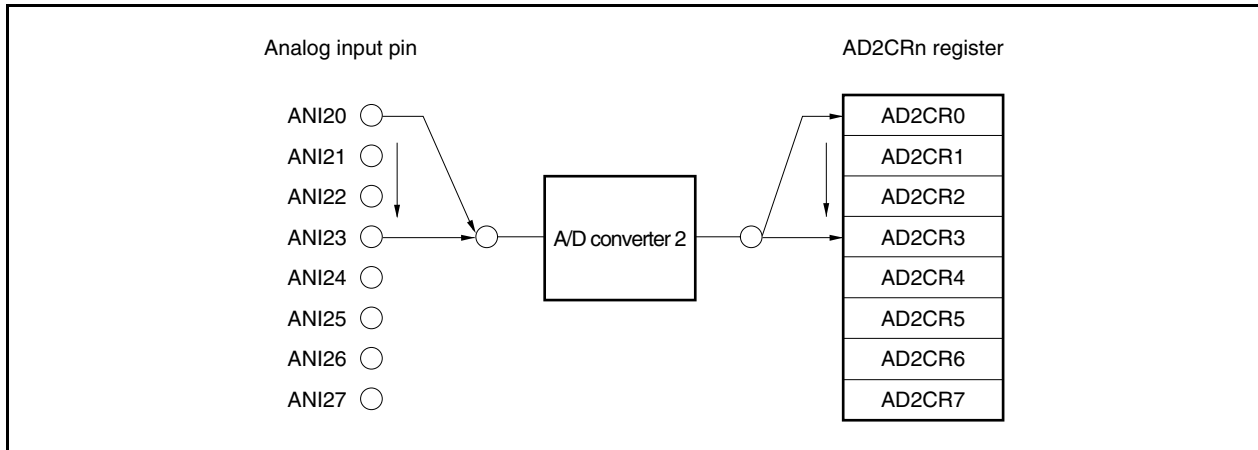 Analog input pin
AD2CRn register
ANI20
AD2CR0
ANI21
AD2CR1
ANI22
AD2CR2
ANI23
A/D converter 2
AD2CR3
ANI24
AD2CR4
ANI25
AD2CR5
ANI26
AD2CR6
ANI27
AD2CR7